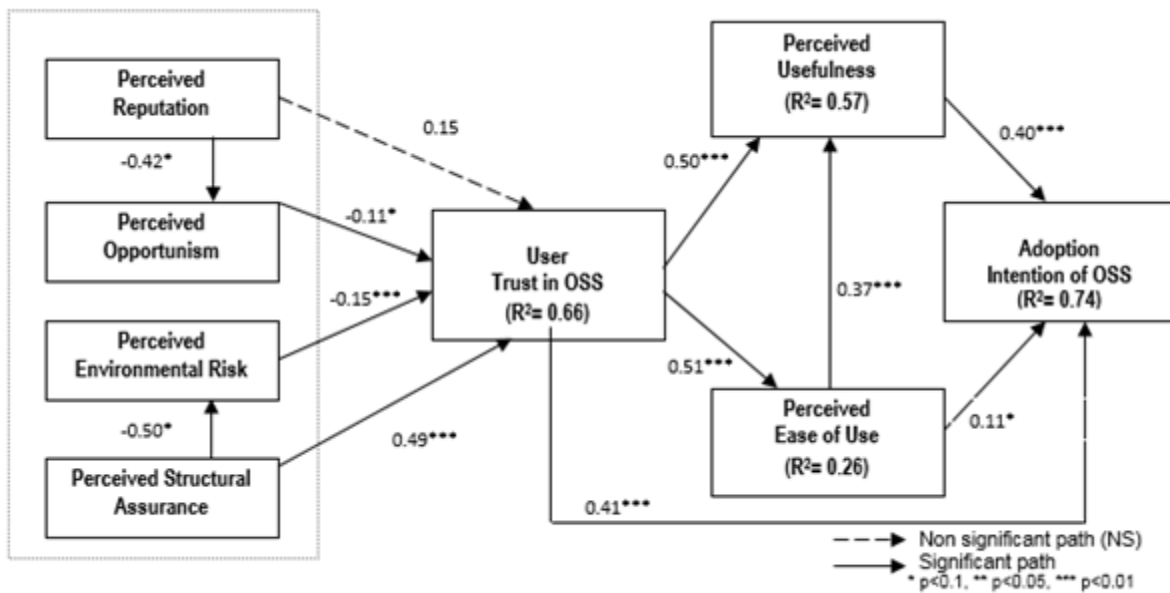 Perceived
Reputation
-0.42*
Perceived
Opportunism
Perceived
Environmental Risk
-0.50*
Perceived Structural
Assurance
0.15
-0.11*
-0.15***
0.49***
User
Trust in OSS
(R²= 0.66)
0.50***
0.51***
0.41***
Perceived
Usefulness
(R²= 0.57)
0.37***
Perceived
Ease of Use
(R²= 0.26)
0.40***
0.11*
Adoption
Intention of OSS
(R²= 0.74)
Non significant path (NS)
Significant path
* p<0.1, ** p<0.05, *** p<0.01